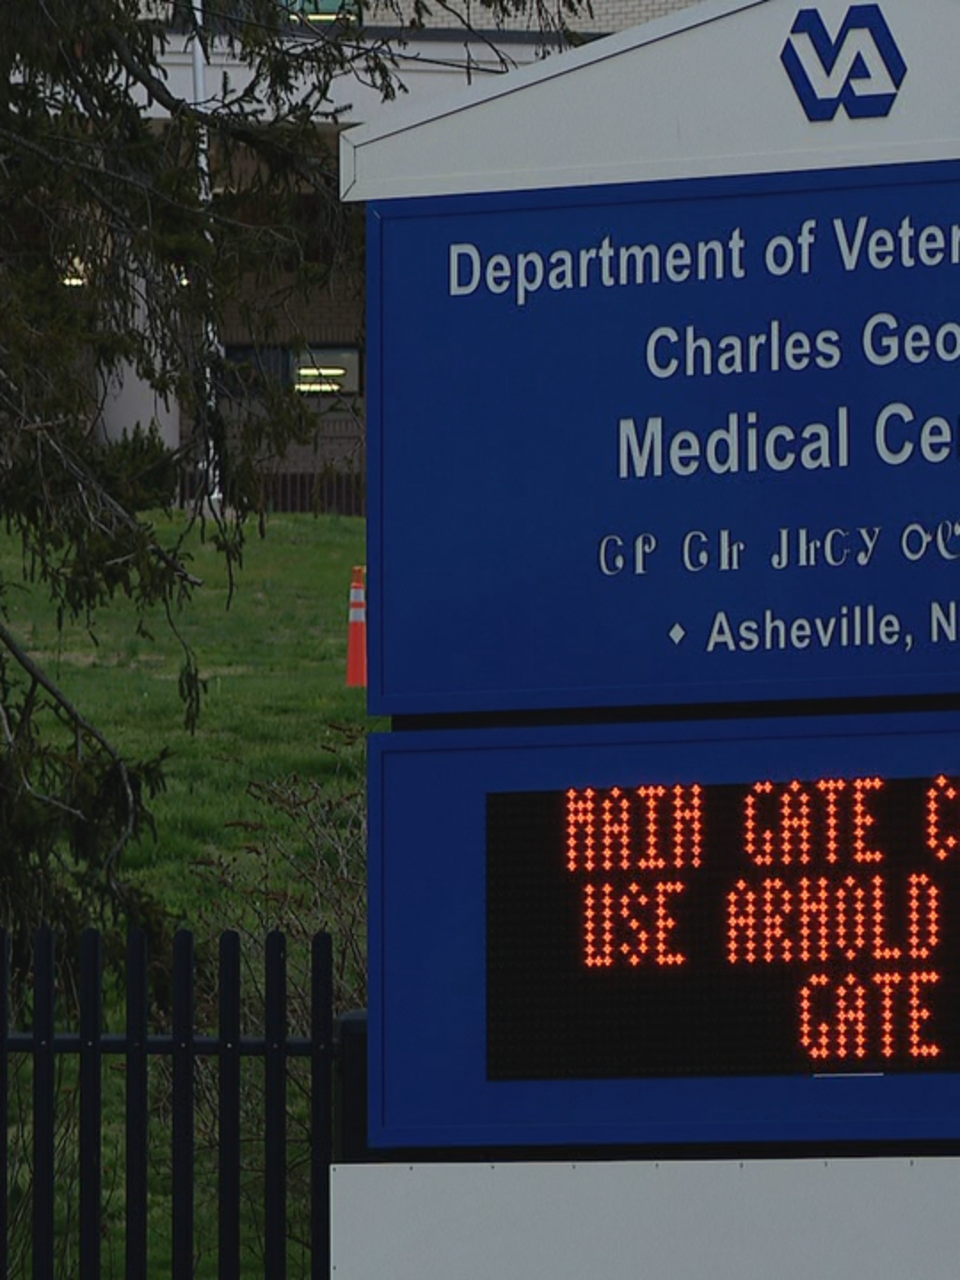 VA
Department of Veter
Charles Geo
Medical Ce
Asheville, N
MAIN GATE C
USE ARNOLD
GATE